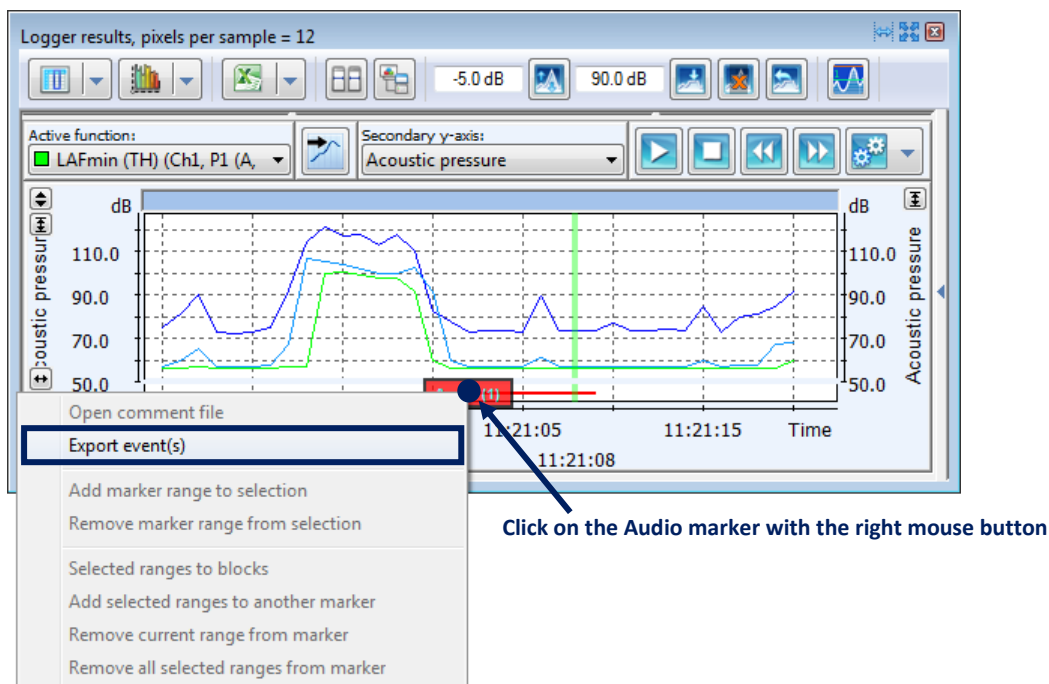 Logger results, pixels per sample = 12
-5.0 dB 90.0 dB
Active function: Secondary y-axis:
LAFmin (TH) (Ch1, P1 (A, Acoustic pressure
dB dB
110.0 110.0
90.0 90.0
70.0 70.0
50.0 50.0
Acoustic pressure
(1)
11:21:05 11:21:15 Time
11:21:08
Open comment file
Export event(s)
Add marker range to selection
Remove marker range from selection
Selected ranges to blocks
Add selected ranges to another marker
Remove current range from marker
Remove all selected ranges from marker
Click on the Audio marker with the right mouse button